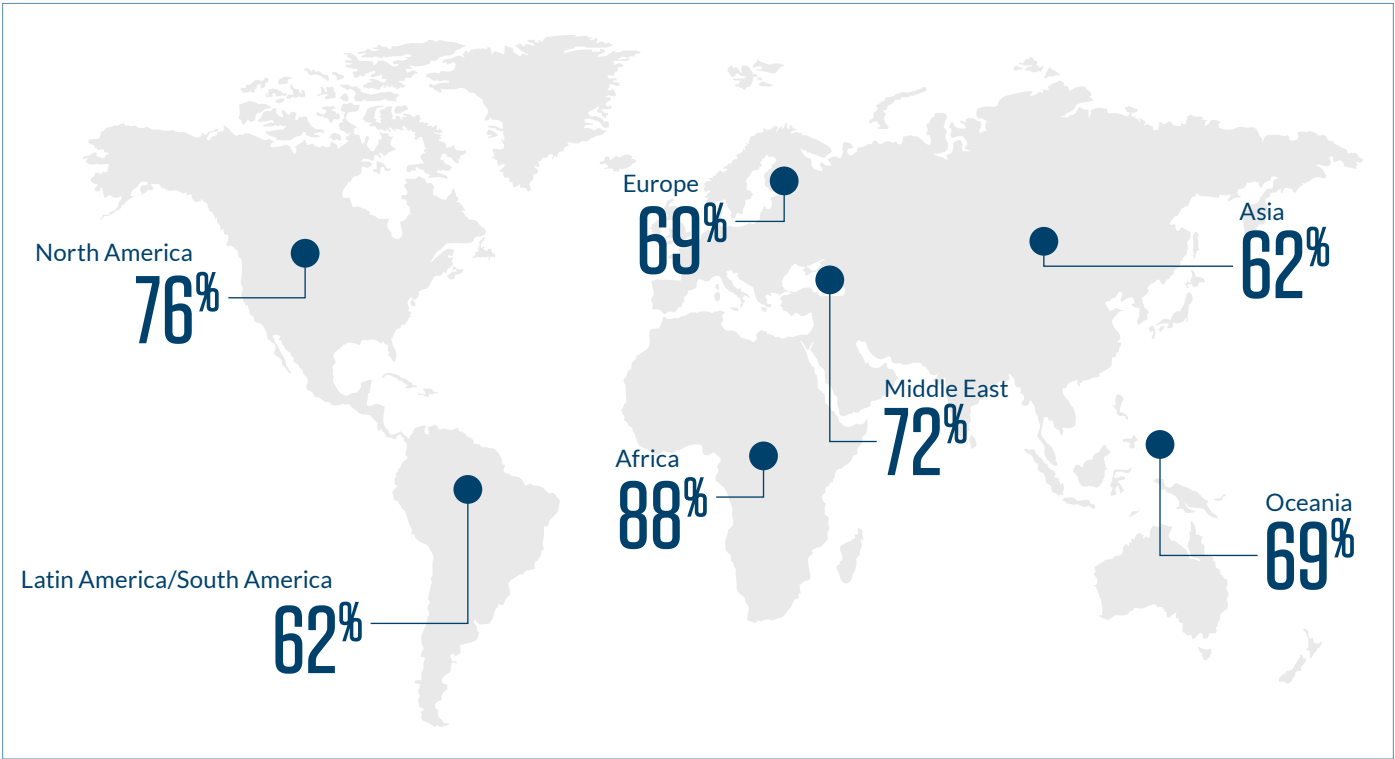 Europe
69%
Asia
62%
North America
76%
Middle East
72%
Africa
88%
Oceania
69%
Latin America/South America
62%